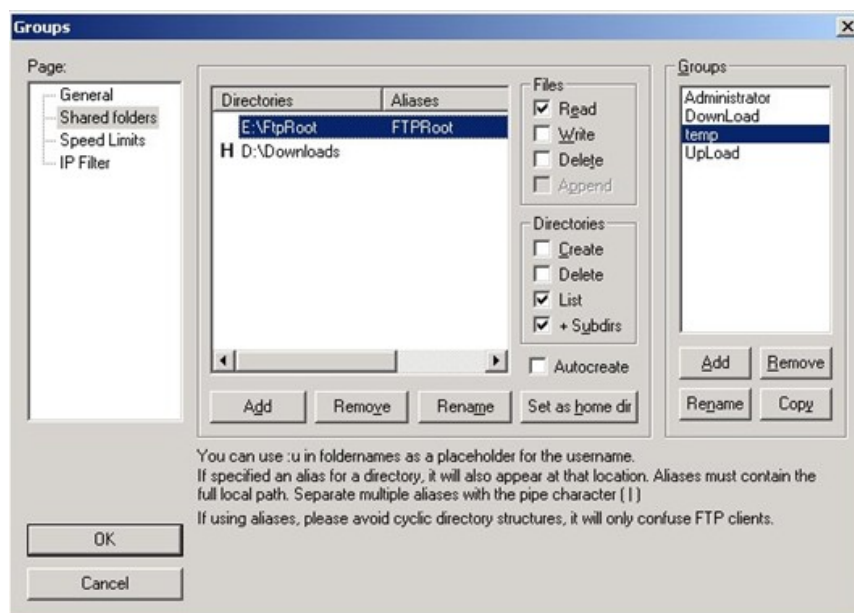 Groups
Page:
General
Shared folders
Speed Limits
IP Filter
Directories Aliases
E:\FtpRoot FTPRoot
H D:\Downloads
Files
Read
Write
Delete
Append
Directories
Create
Delete
List
+ Subdirs
Autocreate
Add Remove Rename Set as home dir
Groups
Administrator
DownLoad
temp
UpLoad
Add Remove
Rename Copy
You can use :u in foldernames as a placeholder for the username.
If specified an alias for a directory, it will also appear at that location. Aliases must contain the
full local path. Separate multiple aliases with the pipe character ( | )
If using aliases, please avoid cyclic directory structures, it will only confuse FTP clients.
OK
Cancel